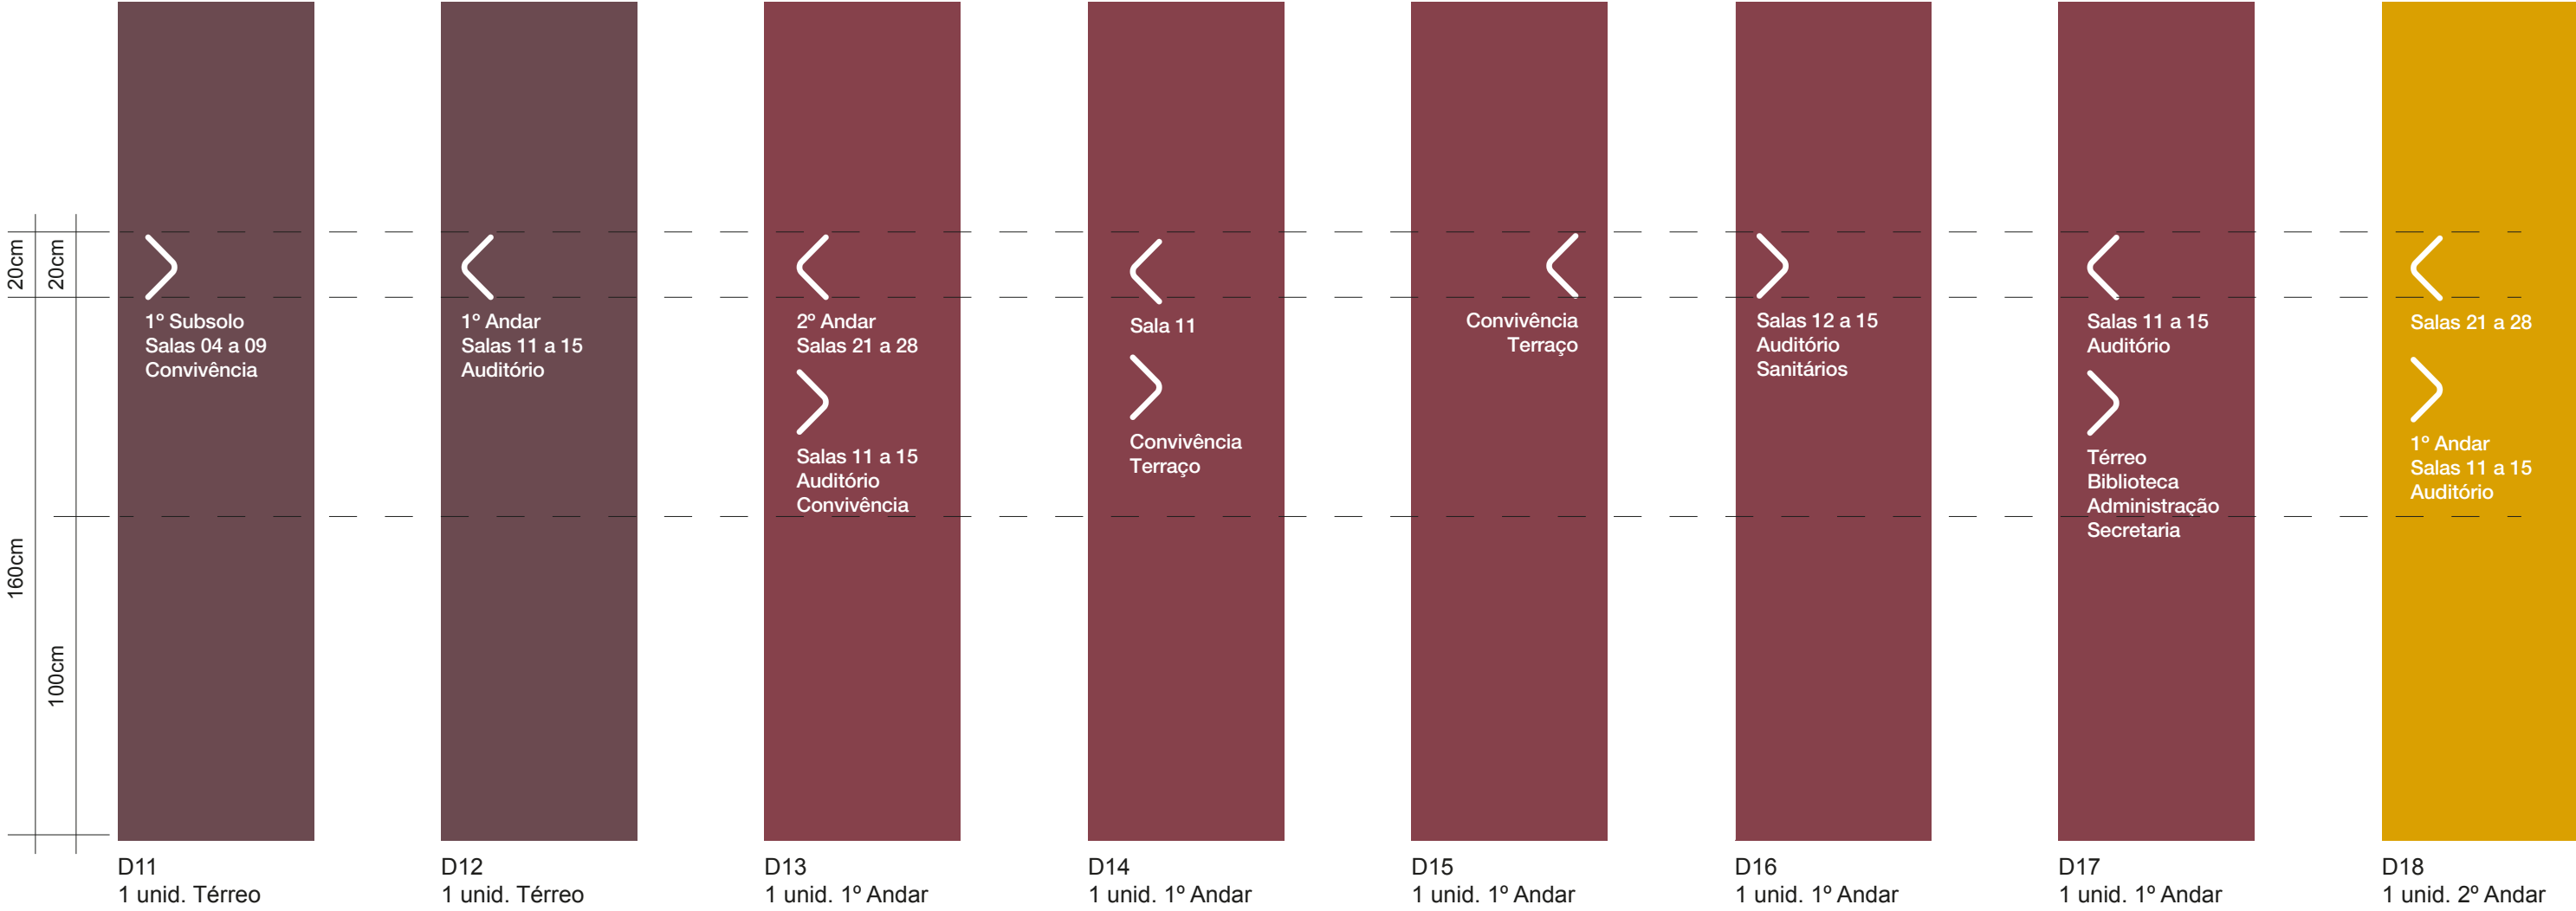 20cm
20cm
160cm
100cm
1º Subsolo
Salas 04 a 09
Convivência
D11
1 unid. Térreo
1º Andar
Salas 11 a 15
Auditório
D12
1 unid. Térreo
2º Andar
Salas 21 a 28
Salas 11 a 15
Auditório
Convivência
D13
1 unid. 1º Andar
Sala 11
Convivência
Terraço
D14
1 unid. 1º Andar
Convivência
Terraço
D15
1 unid. 1º Andar
Salas 12 a 15
Auditório
Sanitários
D16
1 unid. 1º Andar
Salas 11 a 15
Auditório
Térreo
Biblioteca
Administração
Secretaria
D17
1 unid. 1º Andar
Salas 21 a 28
1º Andar
Salas 11 a 15
Auditório
D18
1 unid. 2º Andar